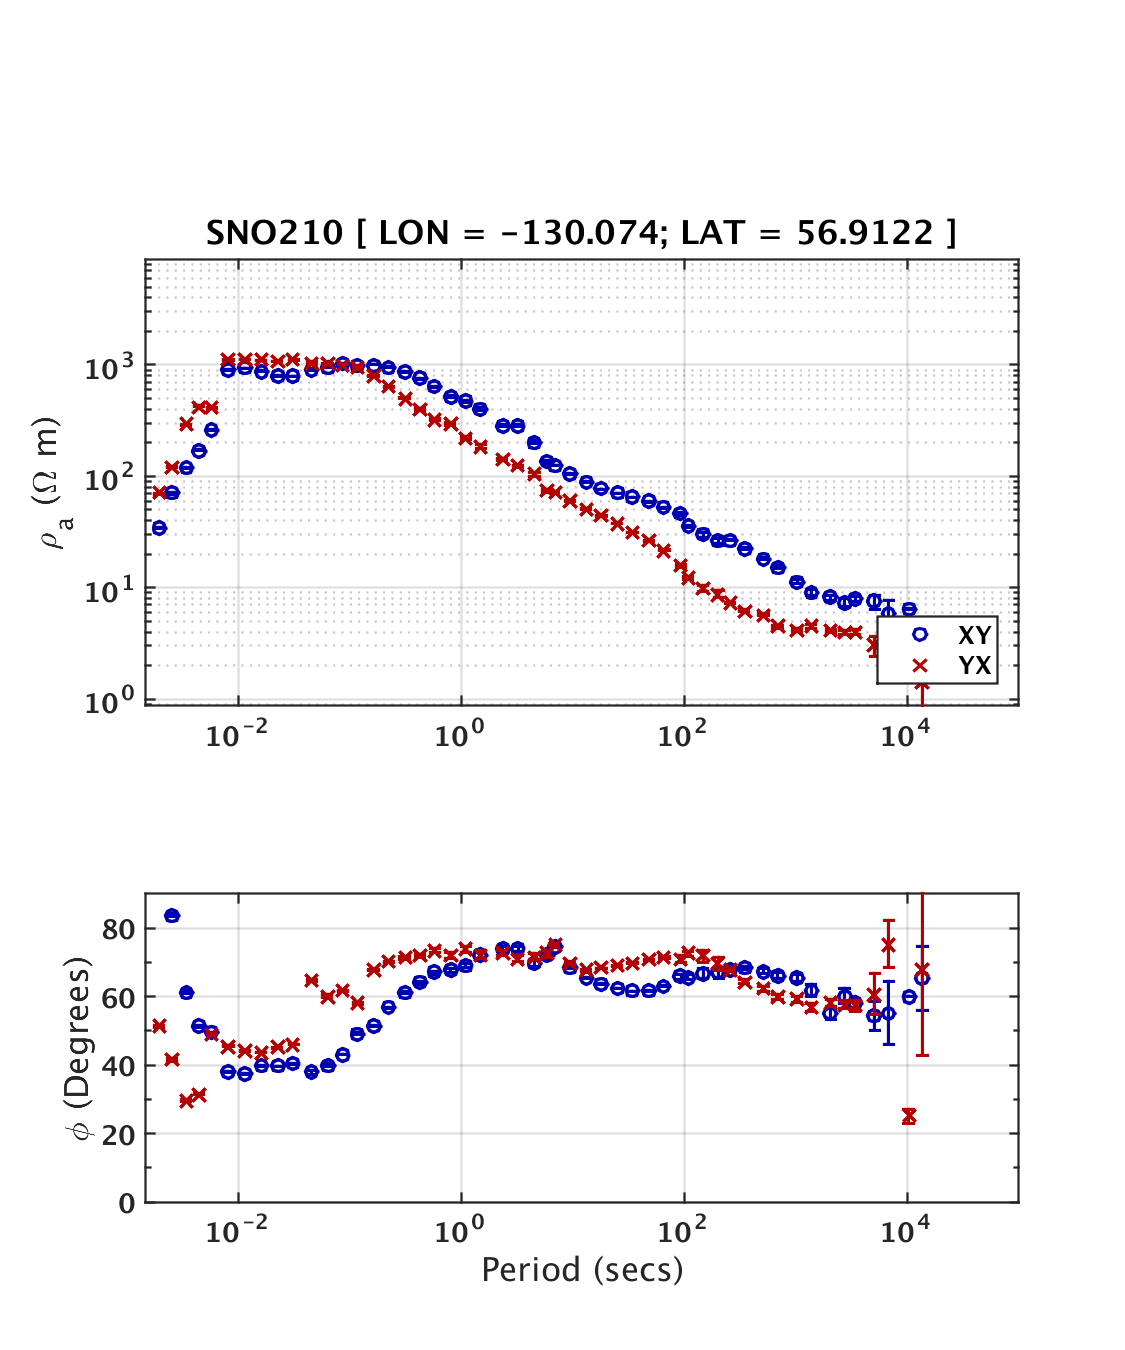 SNO210 [ LON = -130.074; LAT = 56.9122 ]
10³
10²
10¹
10⁰
ρₐ (Ω m)
XY
YX
10⁻² 10⁰ 10² 10⁴
80
60
40
20
0
ϕ (Degrees)
10⁻² 10⁰ 10² 10⁴
Period (secs)